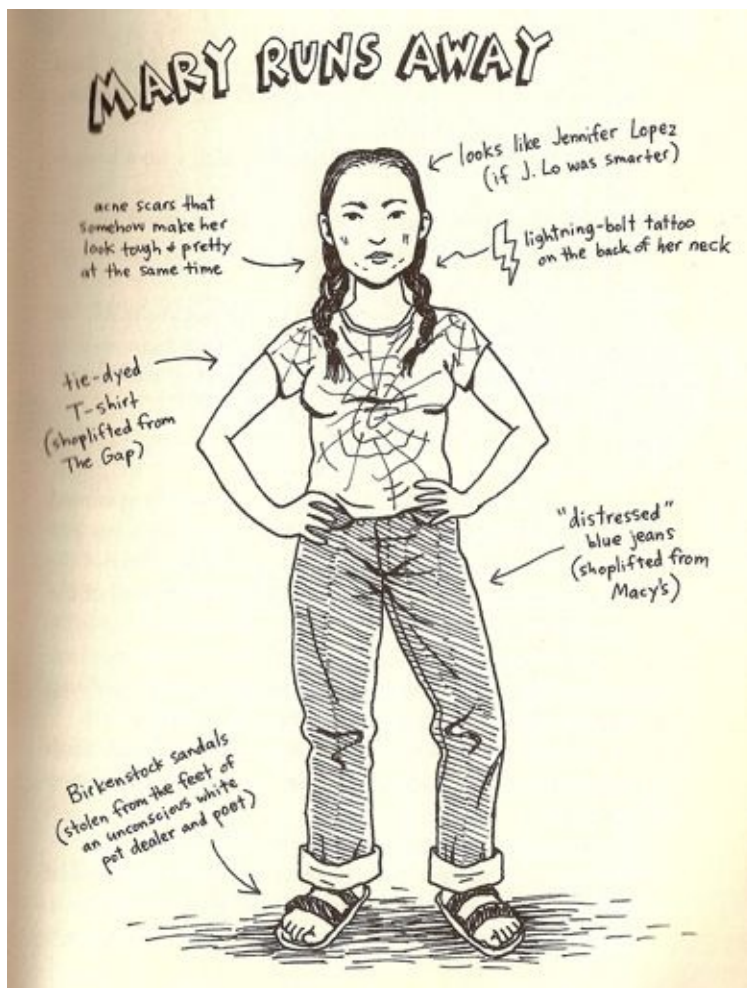 MARY RUNS AWAY
looks like Jennifer Lopez
(if J. Lo was smarter)
acne scars that
somehow make her
look tough & pretty
at the same time
lightning-bolt tattoo
on the back of her neck
tie-dyed
T-shirt
(shoplifted from
The Gap)
"distressed"
blue jeans
(shoplifted from
Macy's)
Birkenstock sandals
(stolen from the feet of
an unconscious white
pot dealer and poet)